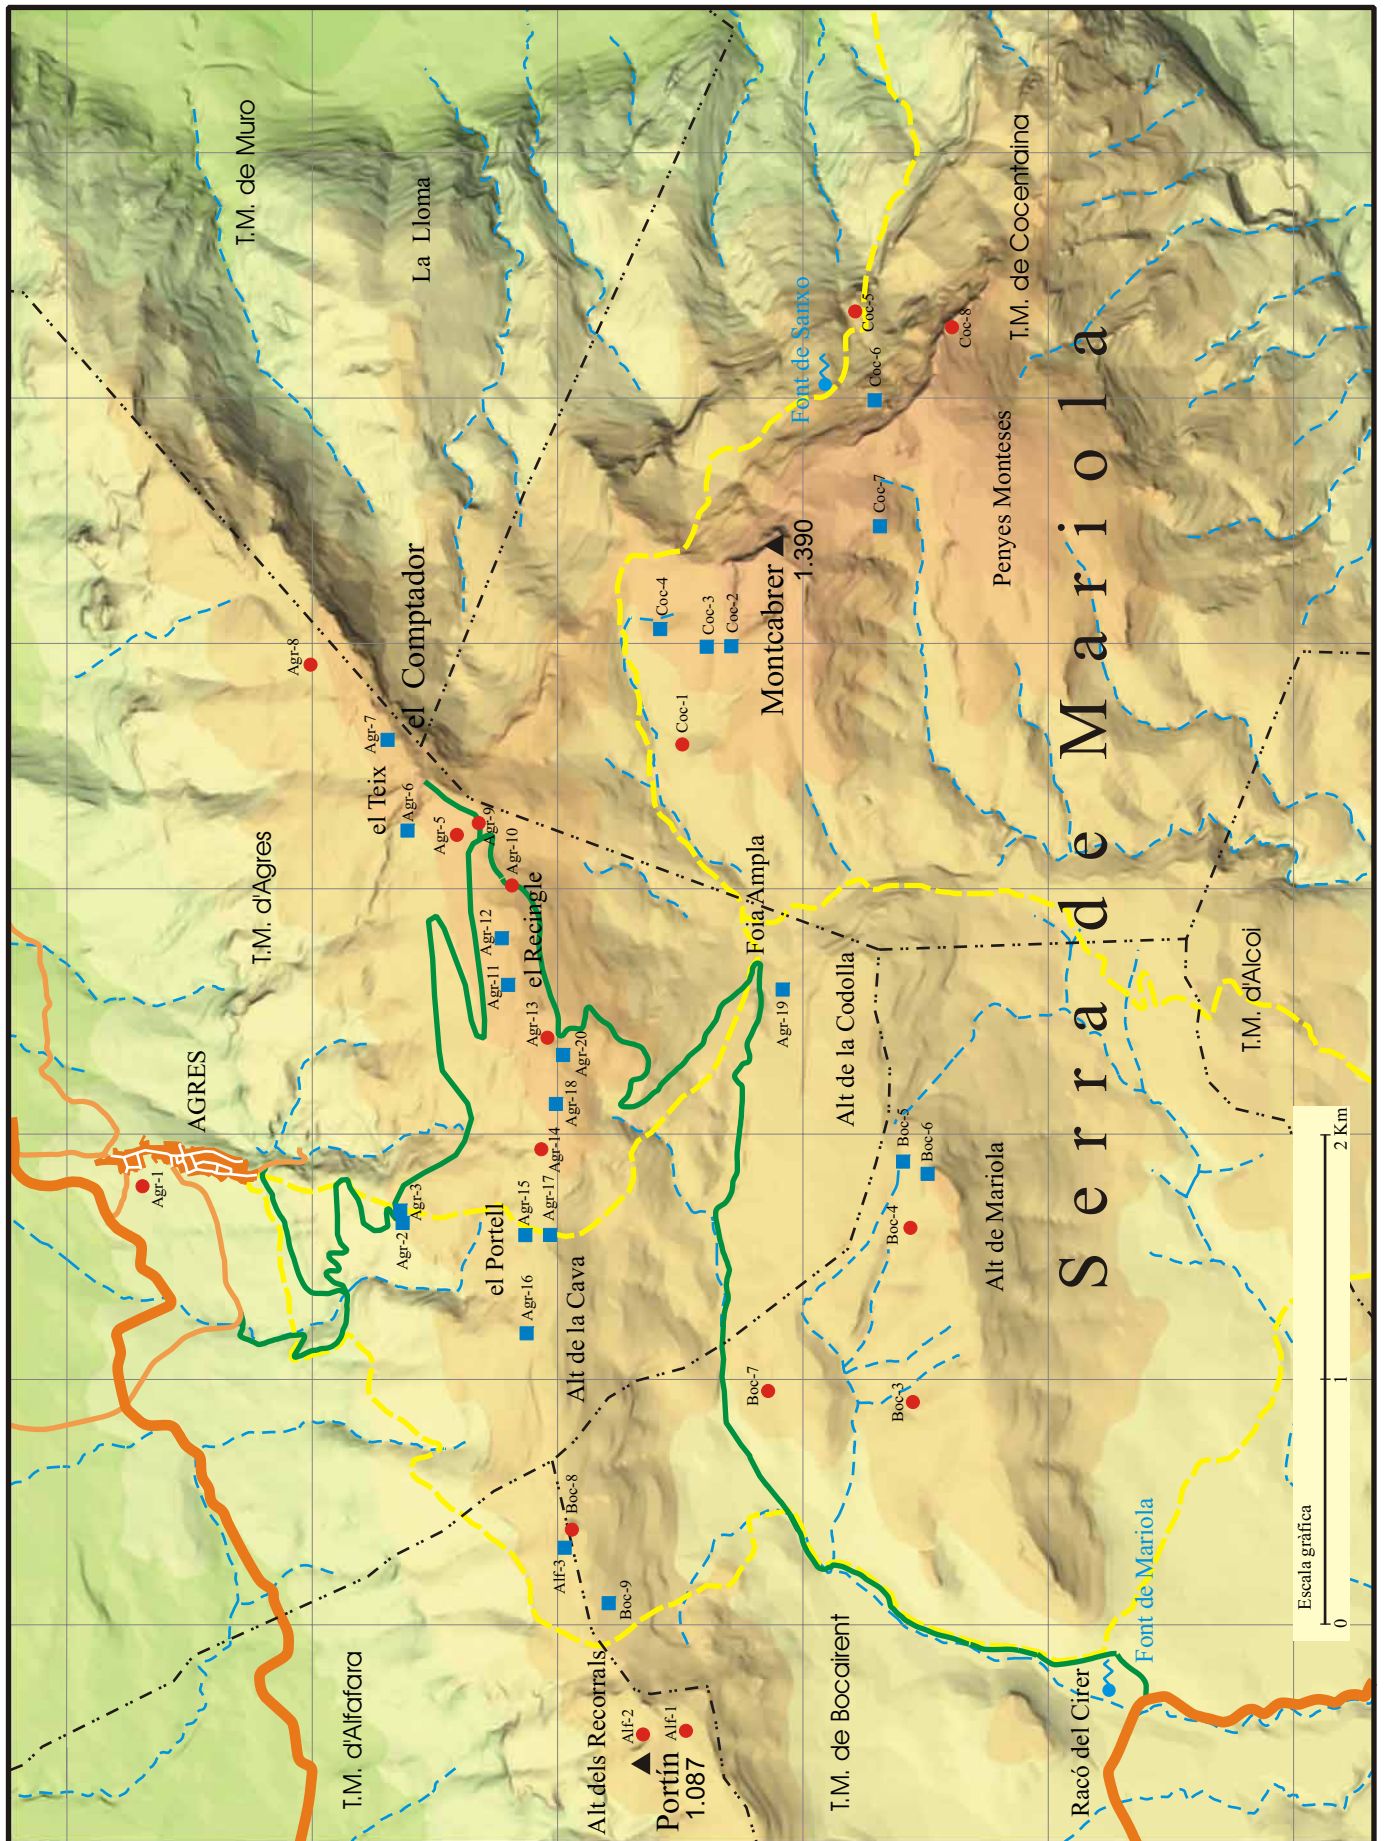 T.M. de Muro
La Lloma
T.M. de Cocentaina
Font de Sanxo
Coc-5
Coc-8
Coc-6
Penyes Monteses
Coc-7
el Comptador
Montcabrer
1.390
Coc-4
Coc-3
Coc-2
Coc-1
Agr-8
Agr-7
el Teix
Agr-6
Agr-5
Agr-9
Agr-10
T.M. d'Agres
Agr-12
Agr-11
el Recingle
Foia Ampla
Agr-19
Alt de la Codolla
T.M. d'Alcoi
Serra de Mariola
AGRES
Agr-1
Agr-13
Agr-20
Agr-18
Agr-14
Agr-3
Agr-2
el Portell
Agr-15
Agr-17
Agr-16
Alt de la Cava
Boc-5
Boc-6
Boc-4
Alt de Mariola
Boc-7
Boc-3
Boc-8
Alf-3
Boc-9
T.M. d'Alfafara
Alt dels Recorrals
Alf-2
Alf-1
Portín
1.087
T.M. de Bocairent
Racó del Cirer
Font de Mariola
Escala gràfica
0
1
2 Km